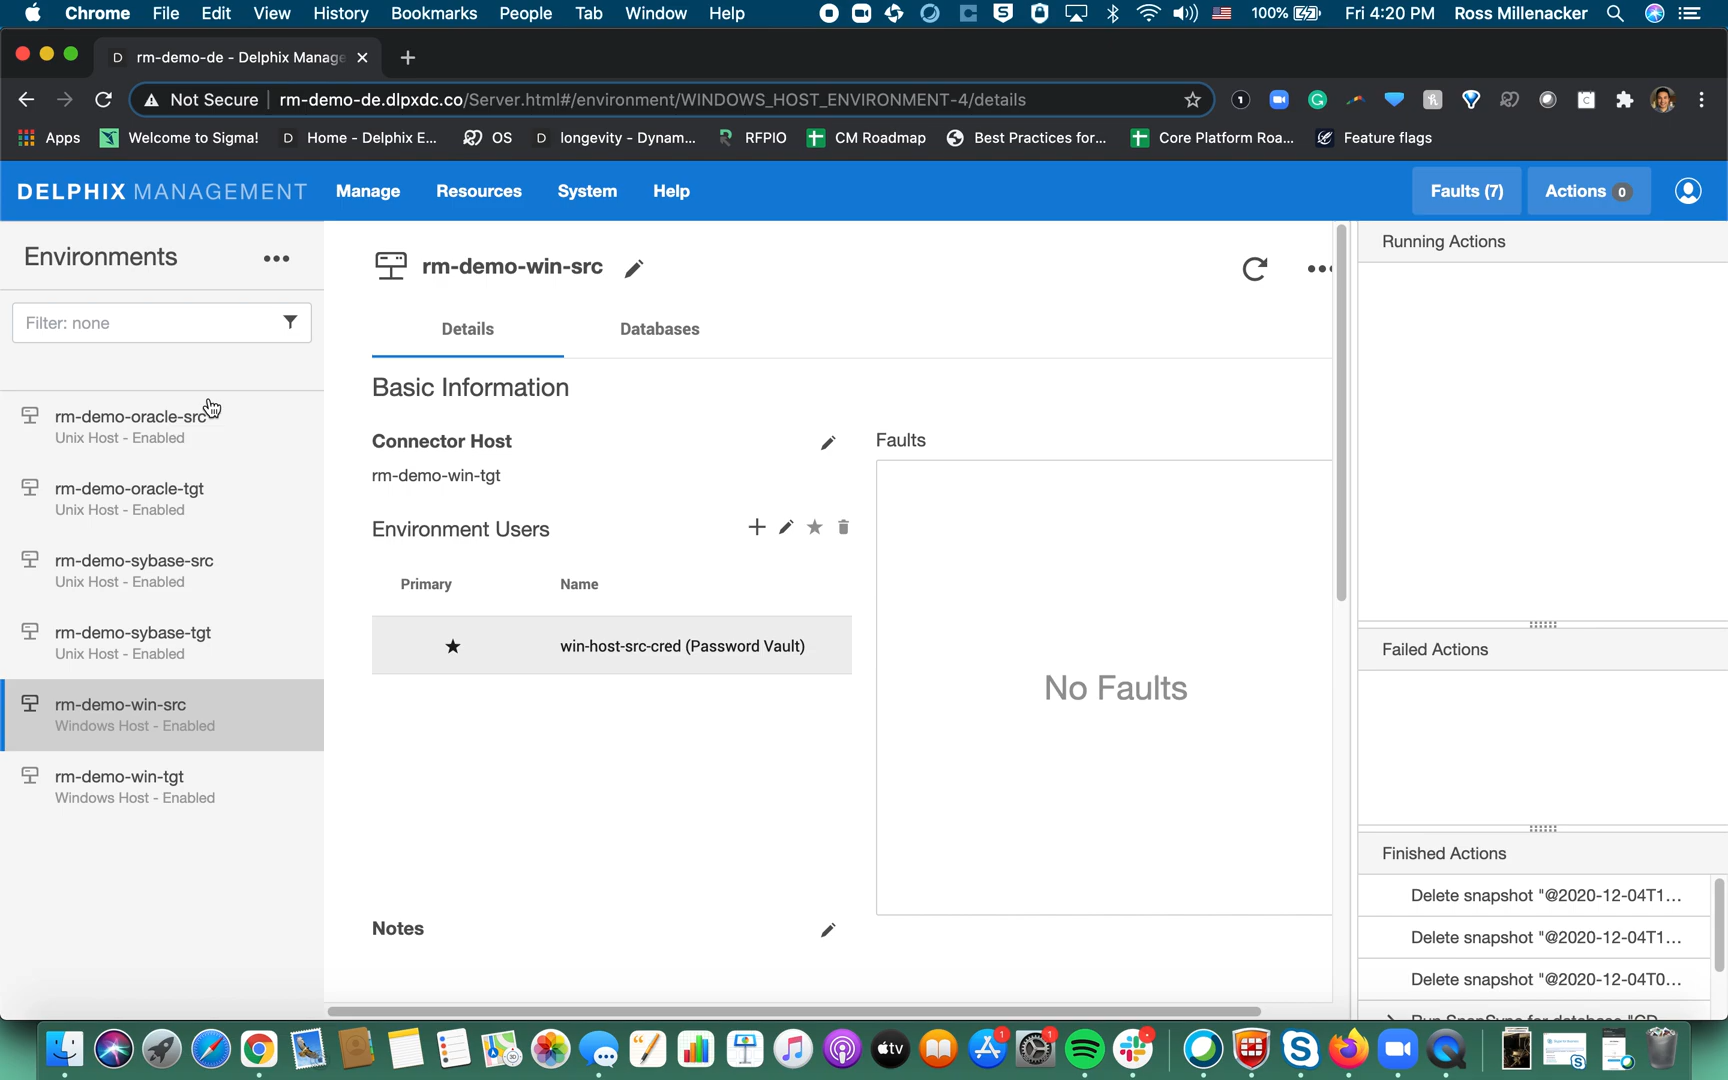 Chrome File Edit View History Bookmarks People Tab Window Help 100% Fri 4:20 PM Ross Millenacker
D rm-demo-de - Delphix Manage
Not Secure rm-demo-de.dlpxdc.co/Server.html#/environment/WINDOWS_HOST_ENVIRONMENT-4/details
Apps Welcome to Sigma! D Home - Delphix E... OS D longevity - Dynam... RFPIO CM Roadmap Best Practices for... Core Platform Roa... Feature flags
DELPHIX MANAGEMENT Manage Resources System Help Faults (7) Actions 0
Environments
Filter: none
rm-demo-oracle-src
Unix Host - Enabled
rm-demo-oracle-tgt
Unix Host - Enabled
rm-demo-sybase-src
Unix Host - Enabled
rm-demo-sybase-tgt
Unix Host - Enabled
rm-demo-win-src
Windows Host - Enabled
rm-demo-win-tgt
Windows Host - Enabled
rm-demo-win-src
Details Databases
Basic Information
Connector Host
rm-demo-win-tgt
Environment Users
Primary Name
win-host-src-cred (Password Vault)
Notes
Faults
No Faults
Running Actions
Failed Actions
Finished Actions
Delete snapshot "@2020-12-04T1...
Delete snapshot "@2020-12-04T1...
Delete snapshot "@2020-12-04T0...
tv